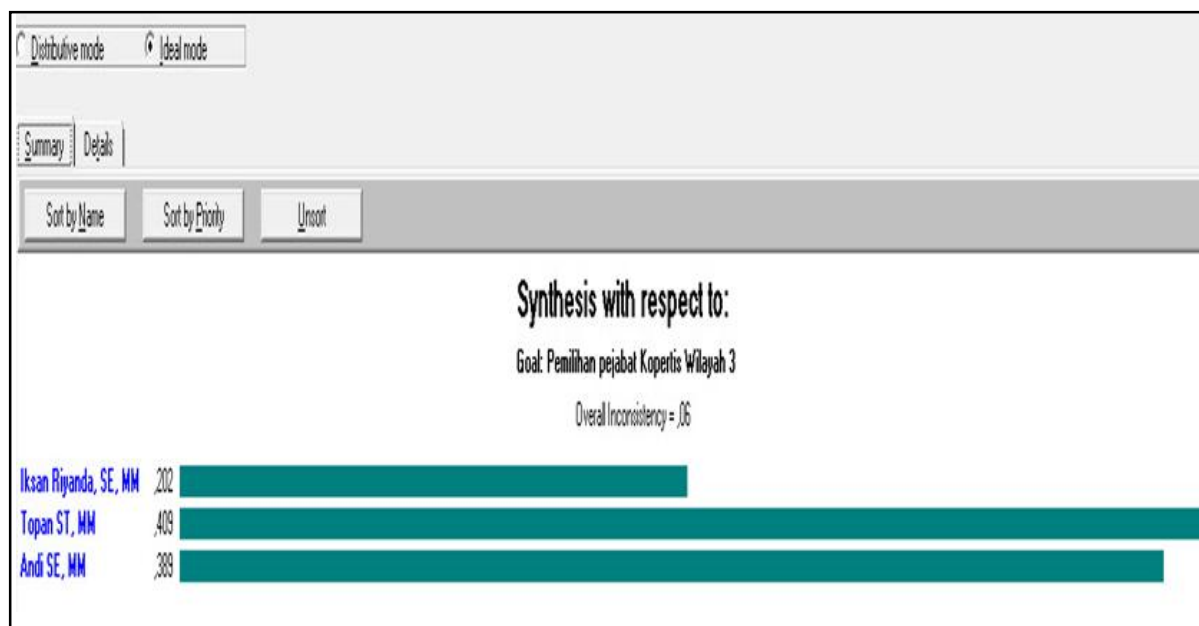 Distributive mode Ideal mode
Summary Details
Sort by Name Sort by Priority Unsort
Synthesis with respect to:
Goal: Pemilihan pejabat Kopertis Wilayah 3
Overall Inconsistency = ,06
Iksan Riyanda, SE, MM ,202
Topan ST, MM ,409
Andi SE, MM ,389